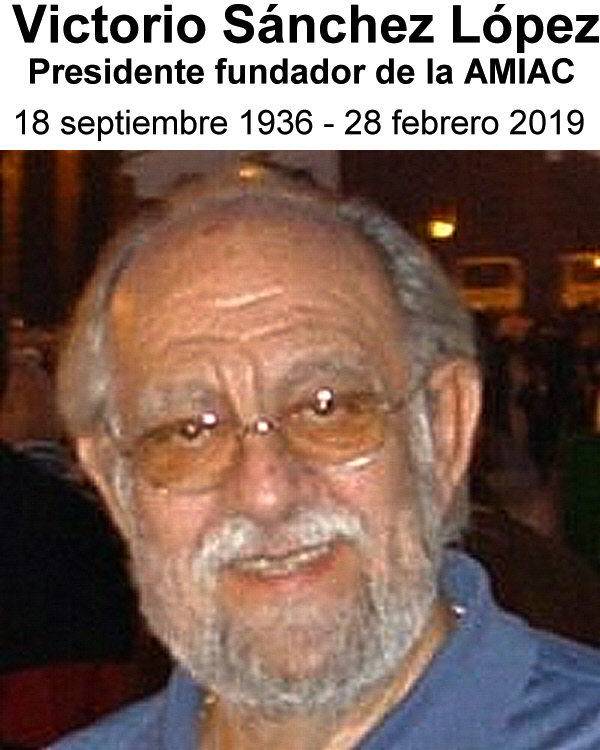 Victorio Sánchez López
Presidente fundador de la AMIAC
18 septiembre 1936 - 28 febrero 2019